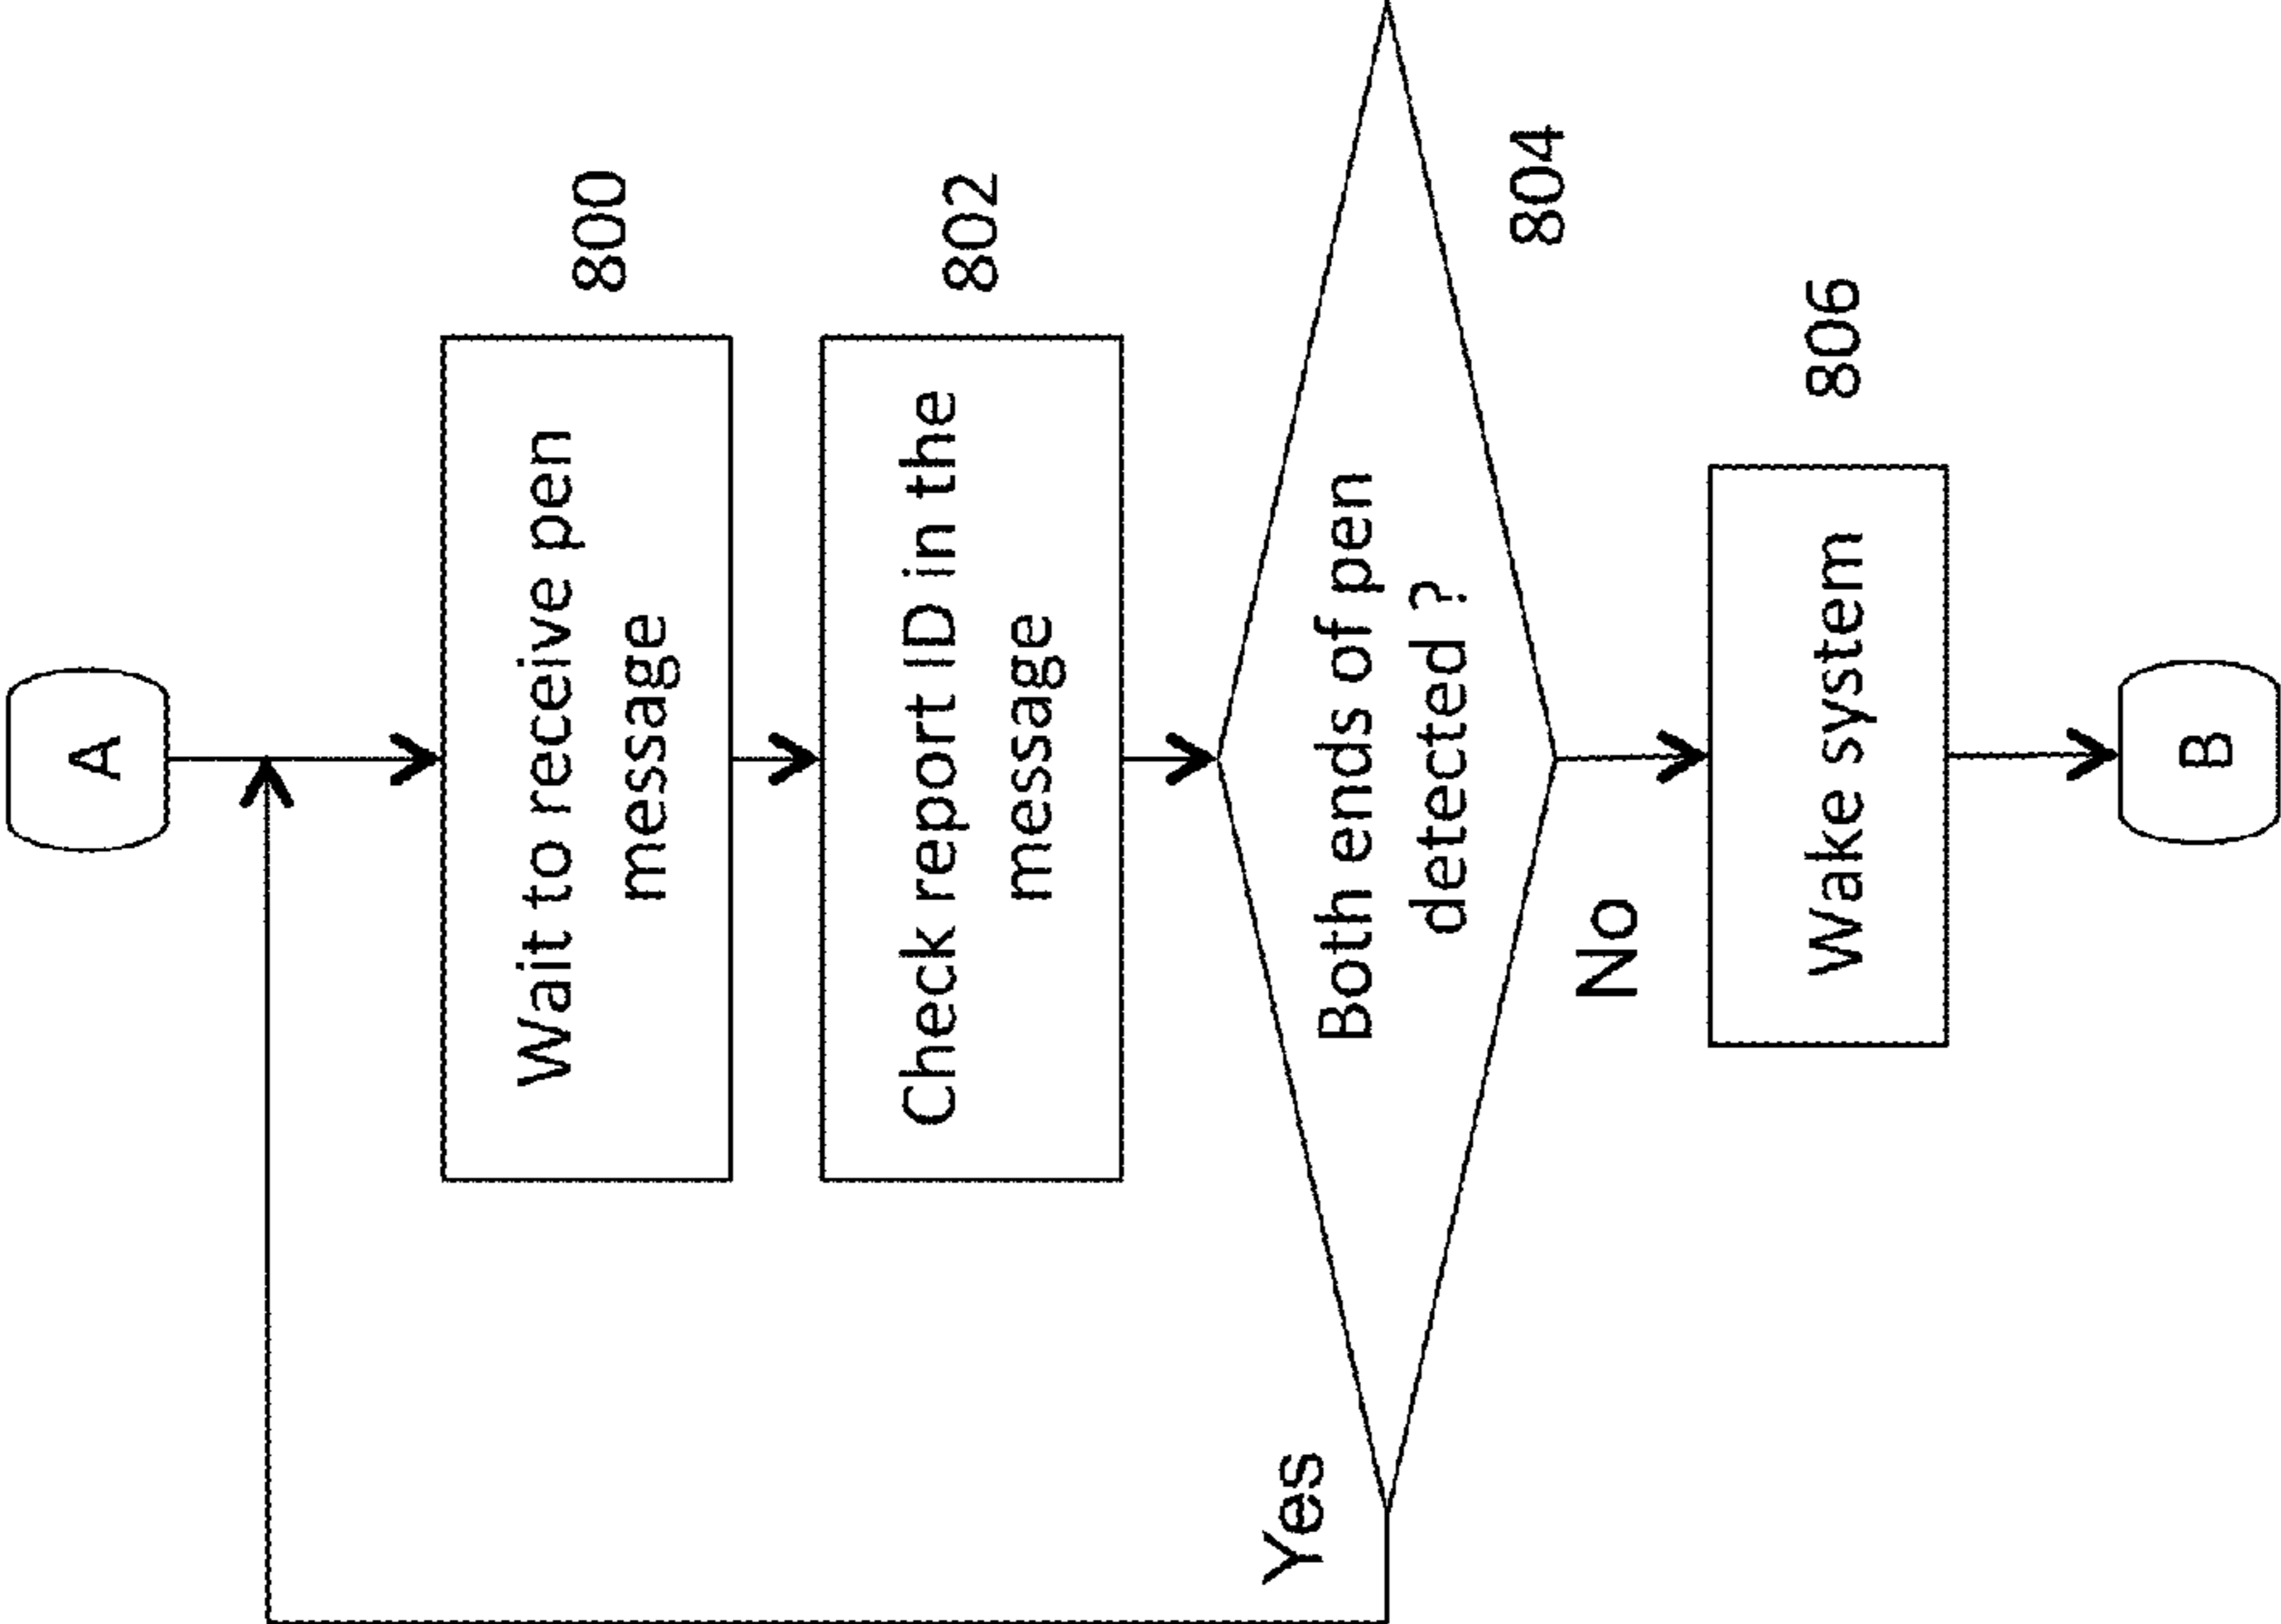 A
Wait to receive pen
message
800
Check report ID in the
message
802
Both ends of pen
detected ?
804
Yes
No
Wake system
806
B